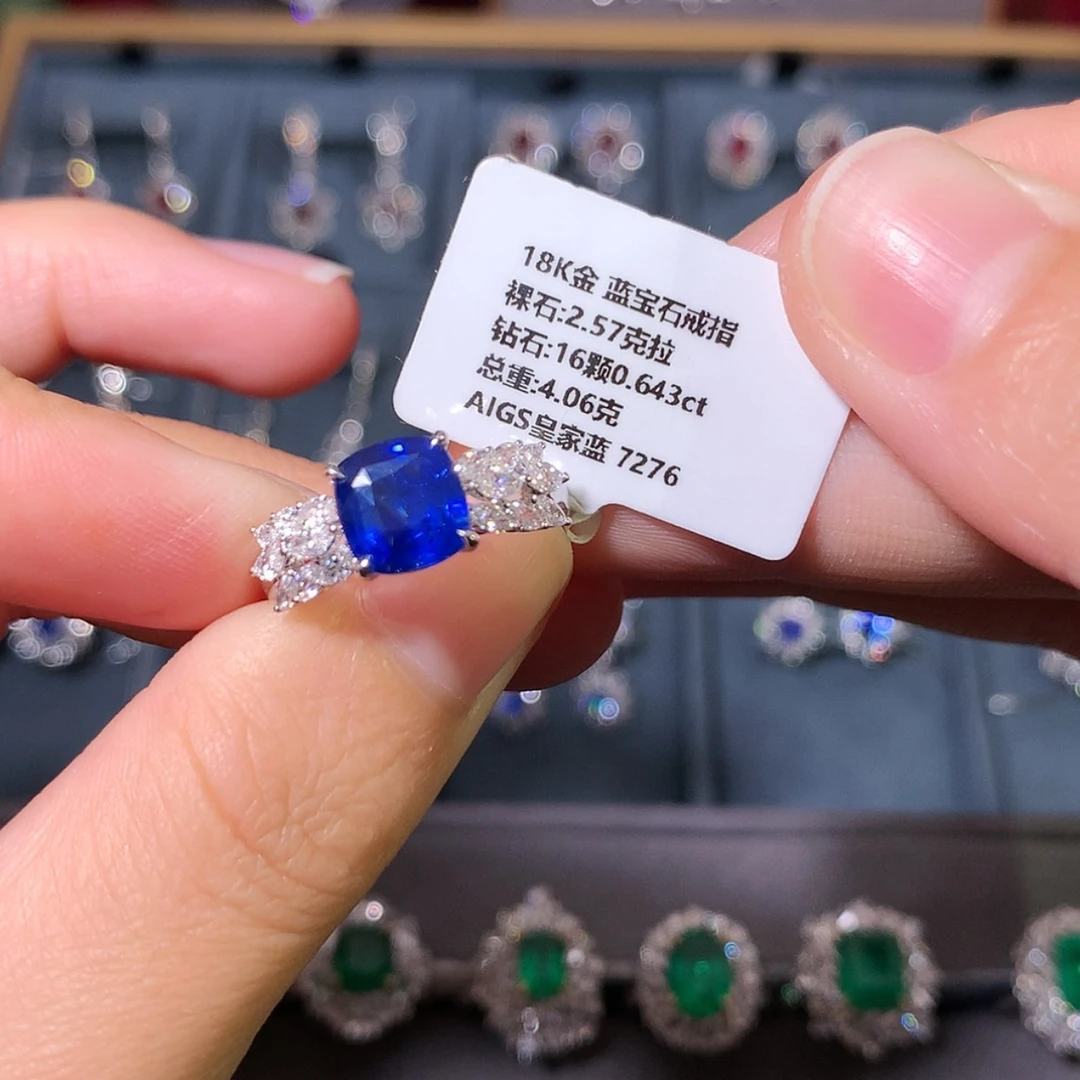 18K金 蓝宝石戒指
裸石:2.57克拉
钻石:16颗0.643ct
总重:4.06克
AIGS皇家蓝 7276